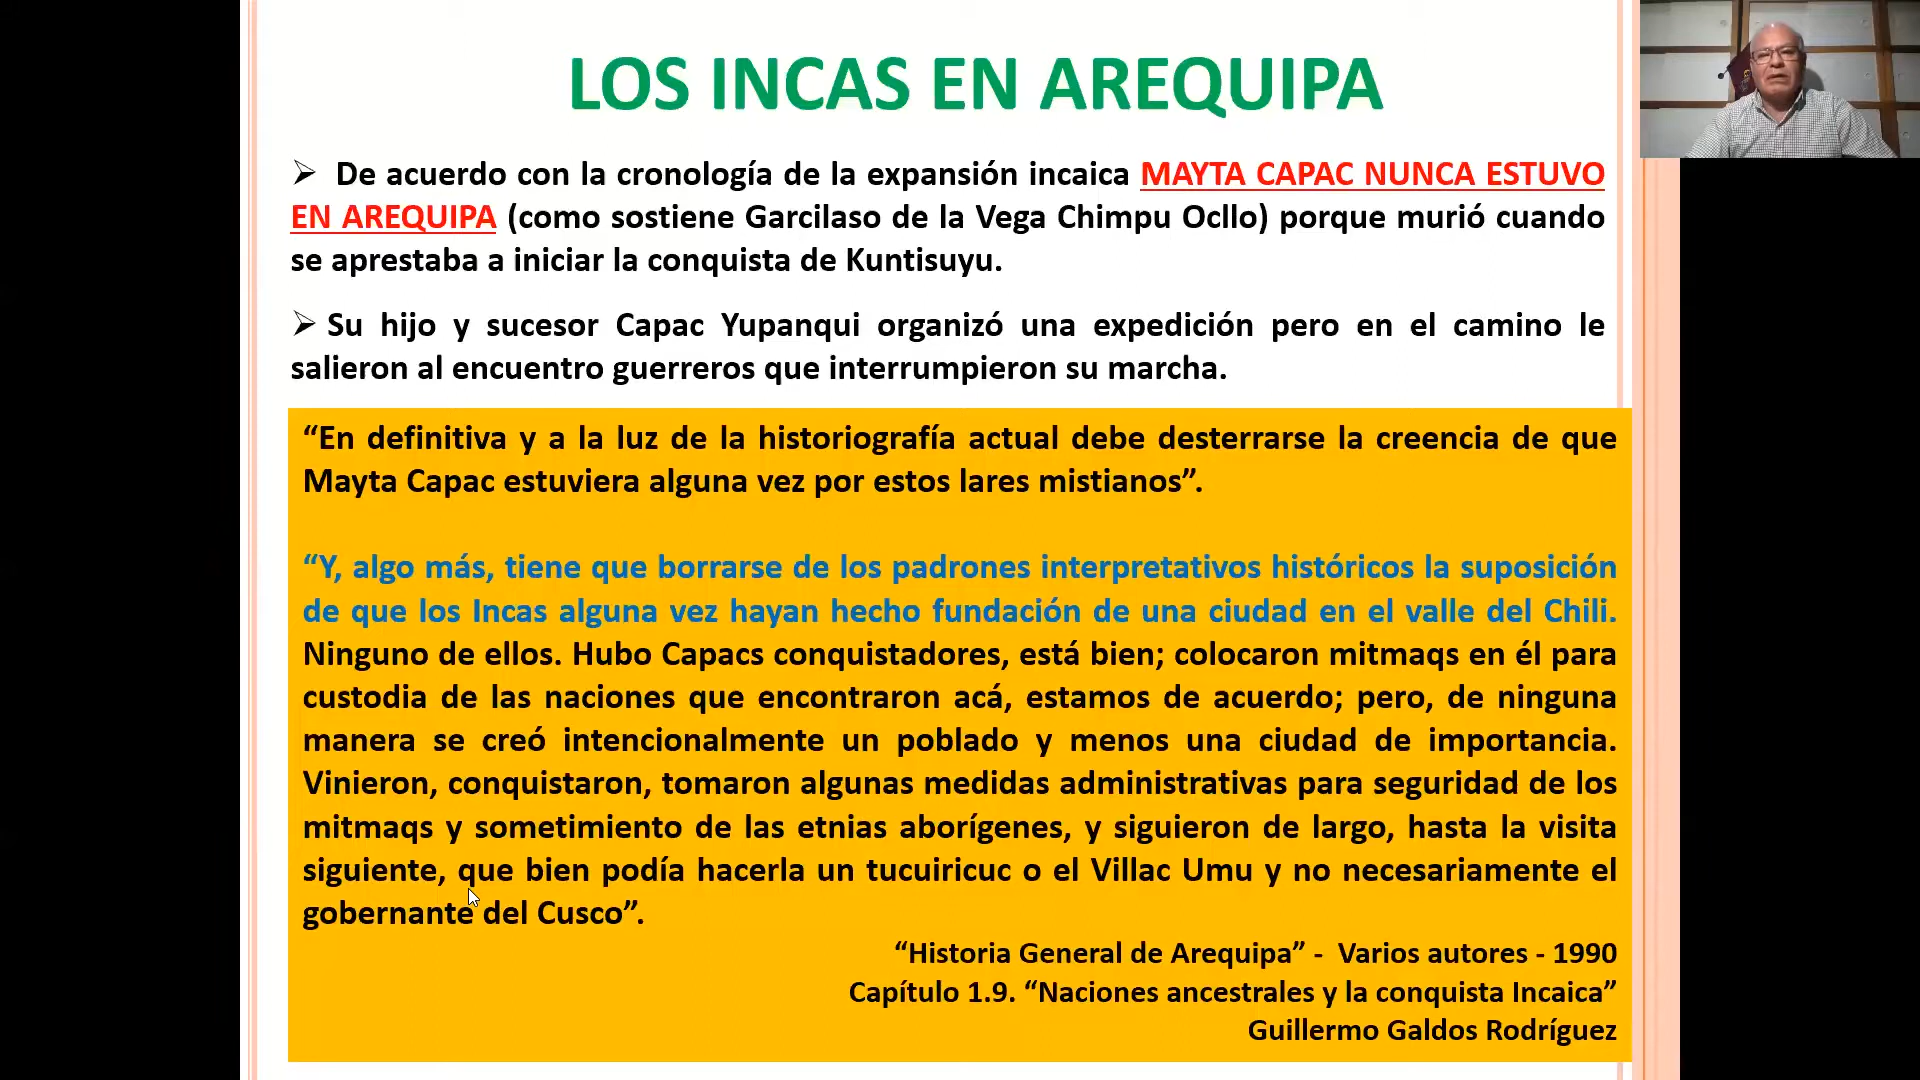 LOS INCAS EN AREQUIPA
➢ De acuerdo con la cronología de la expansión incaica MAYTA CAPAC NUNCA ESTUVO
EN AREQUIPA (como sostiene Garcilaso de la Vega Chimpu Ocllo) porque murió cuando
se aprestaba a iniciar la conquista de Kuntisuyu.
➢ Su hijo y sucesor Capac Yupanqui organizó una expedición pero en el camino le
salieron al encuentro guerreros que interrumpieron su marcha.
“En definitiva y a la luz de la historiografía actual debe desterrarse la creencia de que
Mayta Capac estuviera alguna vez por estos lares mistianos”.
“Y, algo más, tiene que borrarse de los padrones interpretativos históricos la suposición
de que los Incas alguna vez hayan hecho fundación de una ciudad en el valle del Chili.
Ninguno de ellos. Hubo Capacs conquistadores, está bien; colocaron mitmaqs en él para
custodia de las naciones que encontraron acá, estamos de acuerdo; pero, de ninguna
manera se creó intencionalmente un poblado y menos una ciudad de importancia.
Vinieron, conquistaron, tomaron algunas medidas administrativas para seguridad de los
mitmaqs y sometimiento de las etnias aborígenes, y siguieron de largo, hasta la visita
siguiente, que bien podía hacerla un tucuiricuc o el Villac Umu y no necesariamente el
gobernante del Cusco”.
“Historia General de Arequipa” - Varios autores - 1990
Capítulo 1.9. “Naciones ancestrales y la conquista Incaica”
Guillermo Galdos Rodríguez